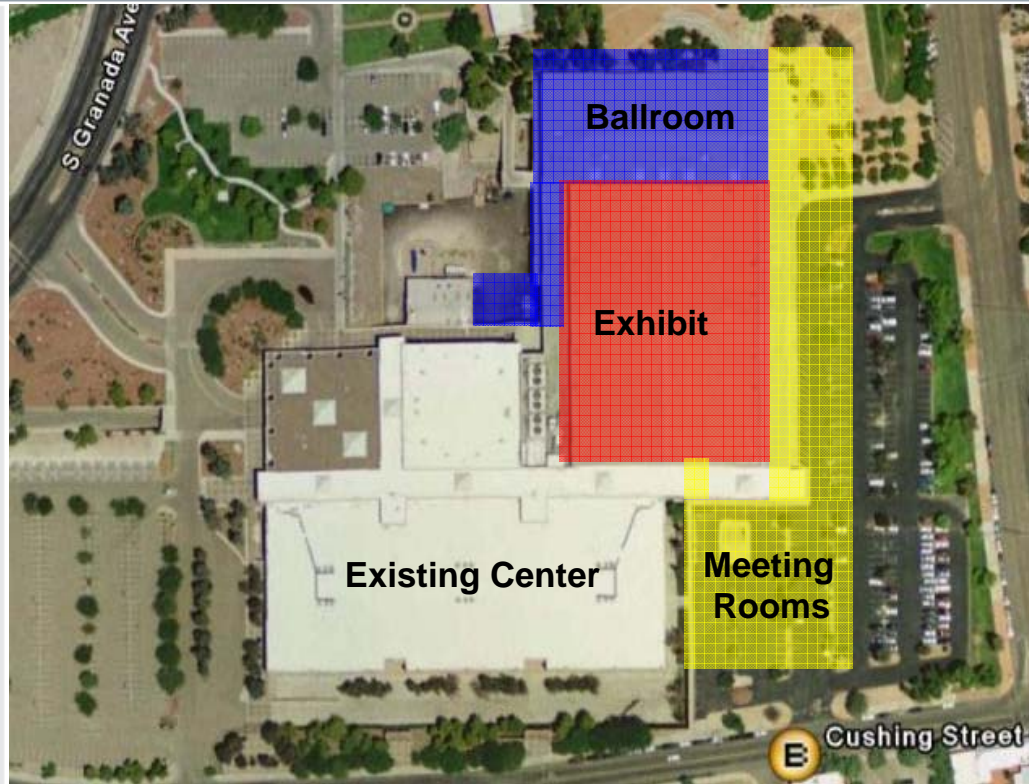 S Granada Ave
Ballroom
Exhibit
Existing Center
Meeting
Rooms
B
Cushing Street